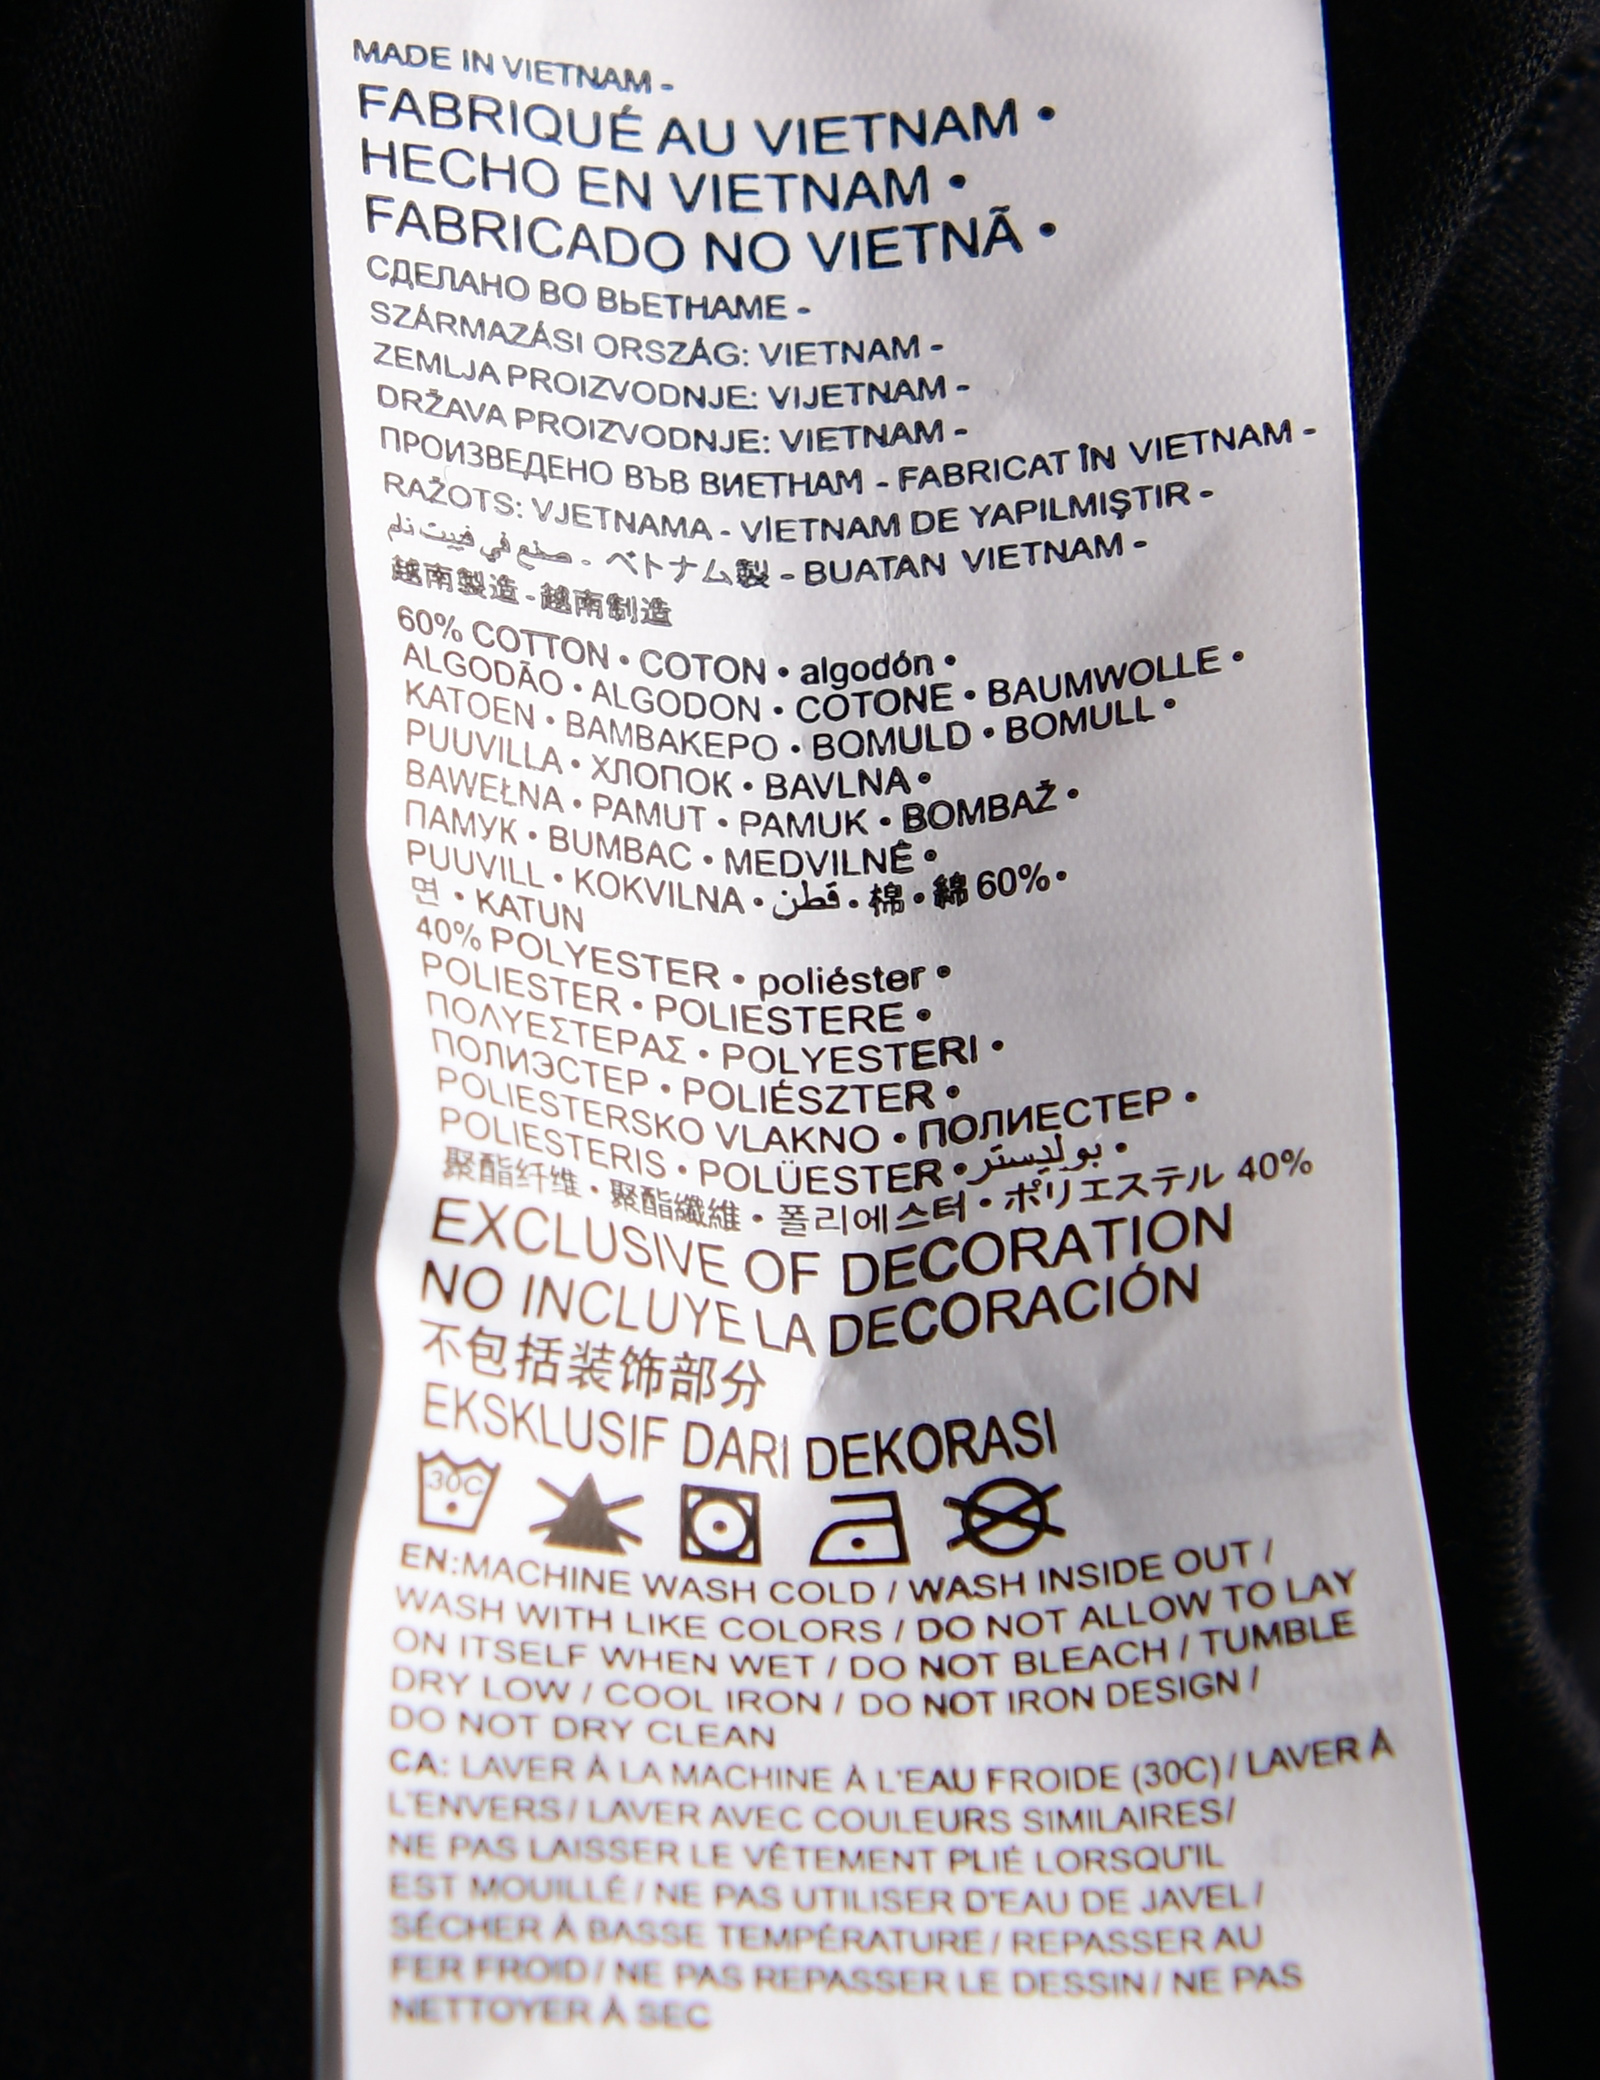 MADE IN VIETNAM -
FABRIQUÉ AU VIETNAM •
HECHO EN VIETNAM •
FABRICADO NO VIETNÃ •
СДЕЛАНО ВО ВЬЕТНАМЕ -
SZÁRMAZÁSI ORSZÁG: VIETNAM -
ZEMLJA PROIZVODNJE: VIJETNAM -
DRŽAVA PROIZVODNJE: VIETNAM -
ПРОИЗВЕДЕНО ВЪВ ВИЕТНАМ - FABRICAT ÎN VIETNAM -
RAŽOTS: VJETNAMA - VİETNAM DE YAPILMIŞTIR -
صنع في فييت نام - ベトナム製 - BUATAN VIETNAM -
越南製造 - 越南制造
60% COTTON • COTON • algodón •
ALGODÃO • ALGODON • COTONE • BAUMWOLLE •
KATOEN • BAMBAKEPO • BOMULD • BOMULL •
PUUVILLA • ХЛОПОК • BAVLNA •
BAWEŁNA • PAMUT • PAMUK • BOMBAŽ •
ПАМУК • BUMBAC • MEDVILNĖ •
PUUVILL • KOKVILNA • قطن • 棉 • 綿 60% •
면 • KATUN
40% POLYESTER • poliéster •
POLIESTER • POLIESTERE •
ΠΟΛΥΕΣΤΕΡΑΣ • POLYESTERI •
ПОЛИЭСТЕР • POLIÉSZTER •
POLIESTERSKO VLAKNO • ПОЛИЕСТЕР •
POLIESTERIS • POLÜESTER • بوليستر •
聚酯纤维 • 聚酯纖維 • 폴리에스터 • ポリエステル 40%
EXCLUSIVE OF DECORATION
NO INCLUYE LA DECORACIÓN
不包括装饰部分
EKSKLUSIF DARI DEKORASI
30C
EN:MACHINE WASH COLD / WASH INSIDE OUT /
WASH WITH LIKE COLORS / DO NOT ALLOW TO LAY
ON ITSELF WHEN WET / DO NOT BLEACH / TUMBLE
DRY LOW / COOL IRON / DO NOT IRON DESIGN /
DO NOT DRY CLEAN
CA: LAVER À LA MACHINE À L'EAU FROIDE (30C) / LAVER À
L'ENVERS / LAVER AVEC COULEURS SIMILAIRES/
NE PAS LAISSER LE VÊTEMENT PLIÉ LORSQU'IL
EST MOUILLÉ / NE PAS UTILISER D'EAU DE JAVEL /
SÉCHER À BASSE TEMPÉRATURE / REPASSER AU
FER FROID / NE PAS REPASSER LE DESSIN / NE PAS
NETTOYER À SEC